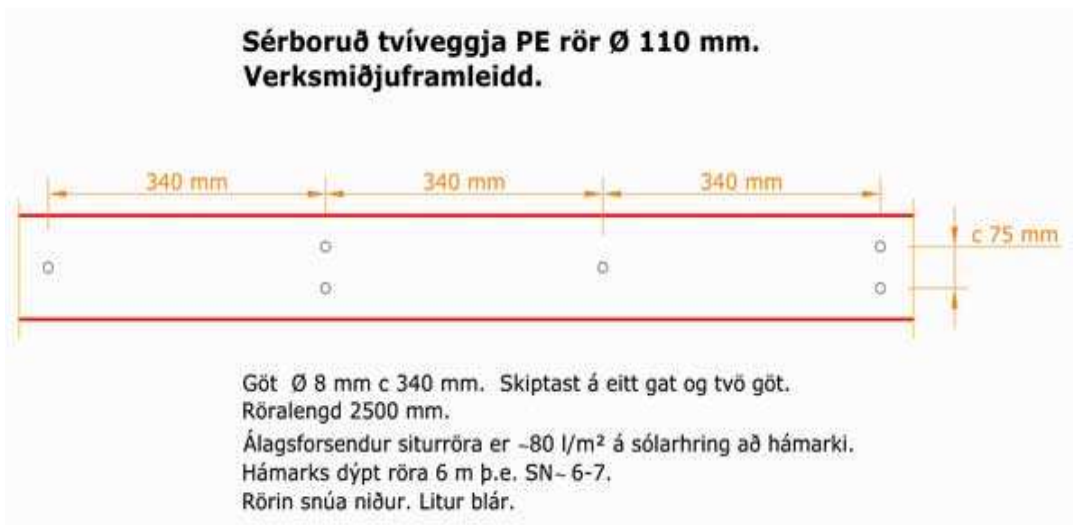 Sérboruð tvíveggja PE rör Ø 110 mm.
Verksmiðjuframleidd.
340 mm 340 mm 340 mm
c 75 mm
Göt Ø 8 mm c 340 mm. Skiptast á eitt gat og tvö göt.
Röralengd 2500 mm.
Álagsforsendur siturröra er ~80 l/m² á sólarhring að hámarki.
Hámarks dýpt röra 6 m þ.e. SN~ 6-7.
Rörin snúa niður. Litur blár.